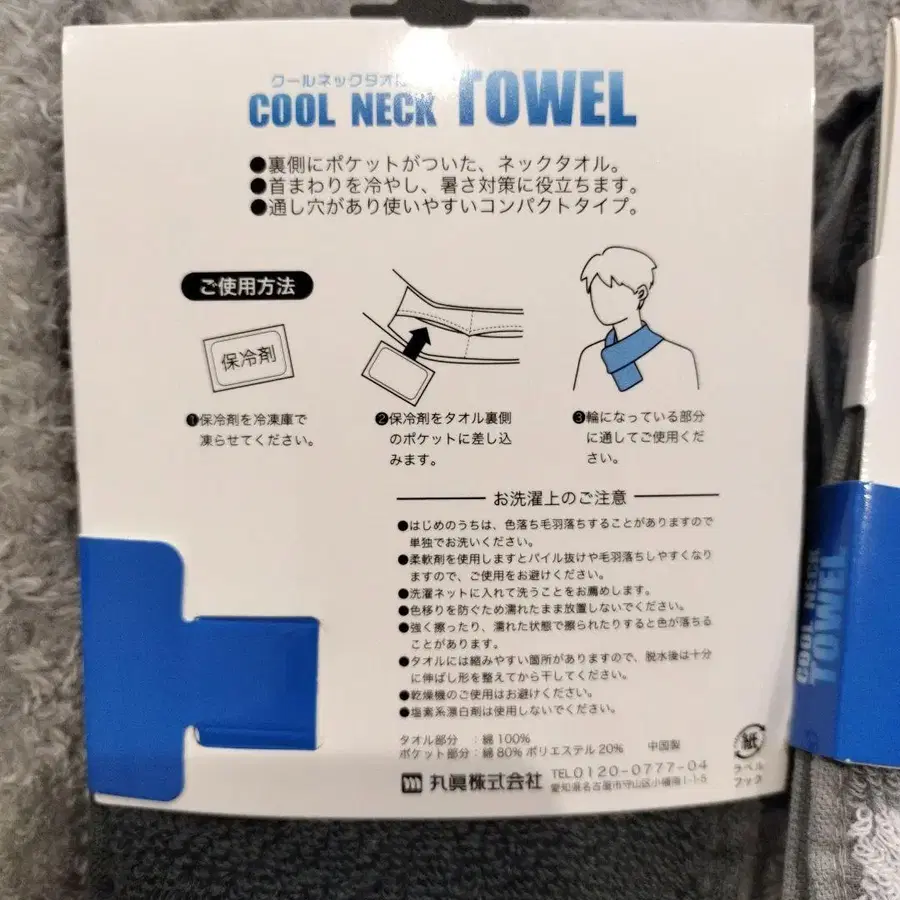 クールネックタオル
COOL NECK TOWEL
●裏側にポケットがついた、ネックタオル。
●首まわりを冷やし、暑さ対策に役立ちます。
●通し穴があり使いやすいコンパクトタイプ。
ご使用方法
保冷剤
❶保冷剤を冷凍庫で
凍らせてください。
❷保冷剤をタオル裏側
のポケットに差し込
みます。
❸輪になっている部分
に通してご使用くだ
さい。
お洗濯上のご注意
●はじめのうちは、色落ち毛羽落ちすることがありますので
単独でお洗いください。
●柔軟剤を使用しますとパイル抜けや毛羽落ちしやすくなり
ますので、ご使用をお避けください。
●洗濯ネットに入れて洗うことをお薦めします。
●色移りを防ぐため濡れたまま放置しないでください。
●強く擦ったり、濡れた状態で擦られたりすると色が落ちる
ことがあります。
●タオルには縮みやすい箇所がありますので、脱水後は十分
に伸ばし形を整えてから干してください。
●乾燥機のご使用はお避けください。
●塩素系漂白剤は使用しないでください。
タオル部分 :綿100%
ポケット部分:綿80% ポリエステル20% 中国製
丸眞株式会社
TEL0120-0777-04
愛知県名古屋市守山区小幡南1-1-5
紙
ラベル
フック
COOL NECK
TOWEL